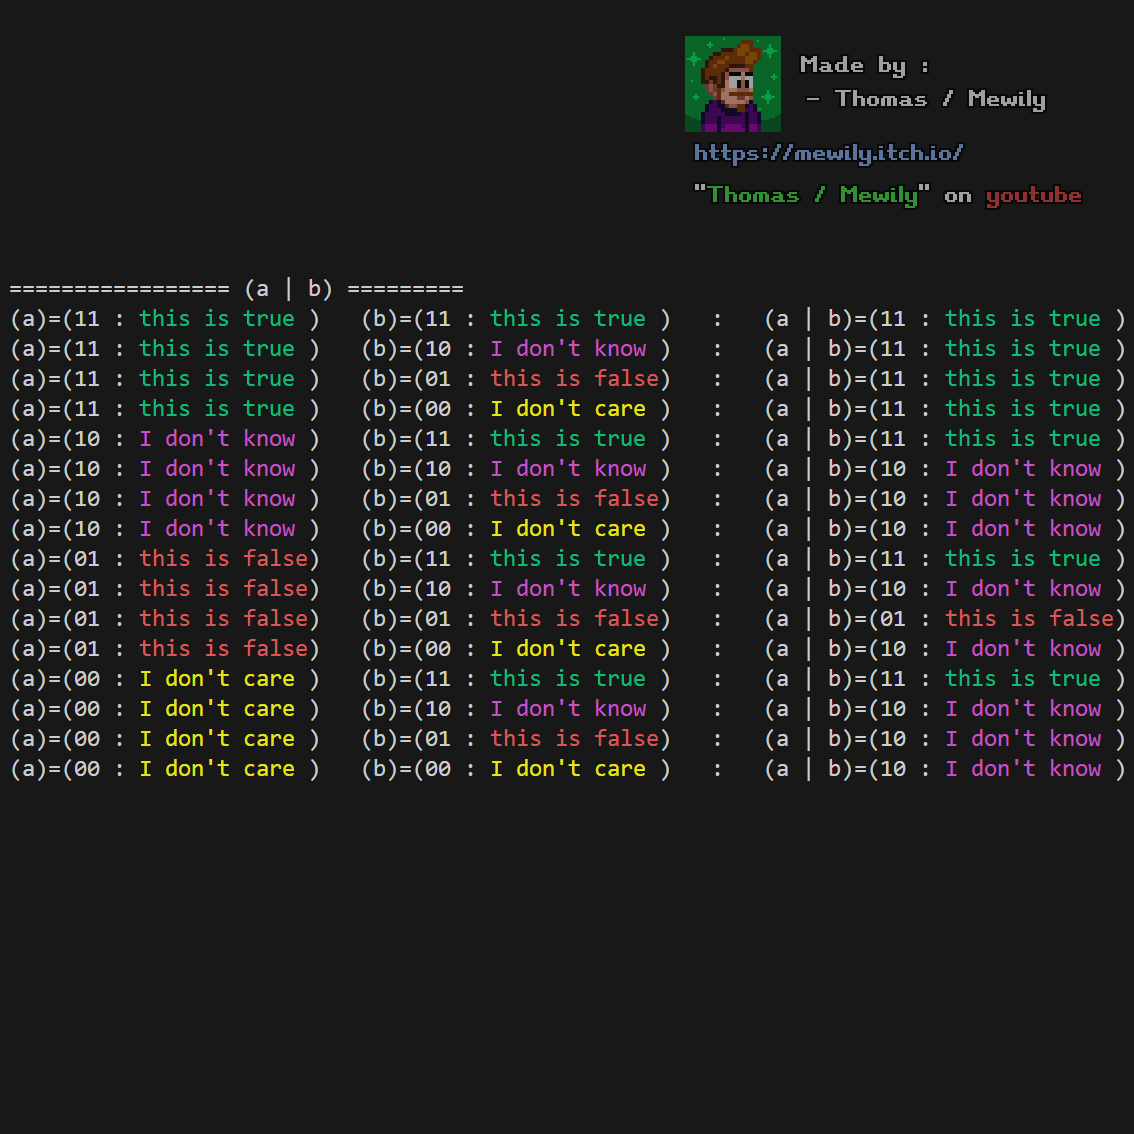 Made by :
- Thomas / Mewily
https://mewily.itch.io/
"Thomas / Mewily" on youtube
================= (a | b) =========
(a)=(11 : this is true )   (b)=(11 : this is true )   :   (a | b)=(11 : this is true )
(a)=(11 : this is true )   (b)=(10 : I don't know )   :   (a | b)=(11 : this is true )
(a)=(11 : this is true )   (b)=(01 : this is false)   :   (a | b)=(11 : this is true )
(a)=(11 : this is true )   (b)=(00 : I don't care )   :   (a | b)=(11 : this is true )
(a)=(10 : I don't know )   (b)=(11 : this is true )   :   (a | b)=(11 : this is true )
(a)=(10 : I don't know )   (b)=(10 : I don't know )   :   (a | b)=(10 : I don't know )
(a)=(10 : I don't know )   (b)=(01 : this is false)   :   (a | b)=(10 : I don't know )
(a)=(10 : I don't know )   (b)=(00 : I don't care )   :   (a | b)=(10 : I don't know )
(a)=(01 : this is false)   (b)=(11 : this is true )   :   (a | b)=(11 : this is true )
(a)=(01 : this is false)   (b)=(10 : I don't know )   :   (a | b)=(10 : I don't know )
(a)=(01 : this is false)   (b)=(01 : this is false)   :   (a | b)=(01 : this is false)
(a)=(01 : this is false)   (b)=(00 : I don't care )   :   (a | b)=(10 : I don't know )
(a)=(00 : I don't care )   (b)=(11 : this is true )   :   (a | b)=(11 : this is true )
(a)=(00 : I don't care )   (b)=(10 : I don't know )   :   (a | b)=(10 : I don't know )
(a)=(00 : I don't care )   (b)=(01 : this is false)   :   (a | b)=(10 : I don't know )
(a)=(00 : I don't care )   (b)=(00 : I don't care )   :   (a | b)=(10 : I don't know )